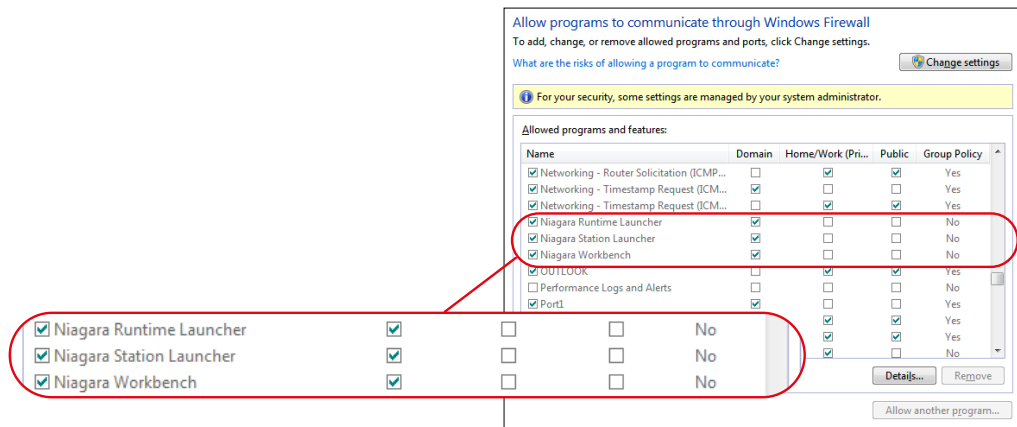 Allow programs to communicate through Windows Firewall
To add, change, or remove allowed programs and ports, click Change settings.
What are the risks of allowing a program to communicate? Change settings
For your security, some settings are managed by your system administrator.
Allowed programs and features:
Name Domain Home/Work (Pri... Public Group Policy
Networking - Router Solicitation (ICMP... Yes
Networking - Timestamp Request (ICM... Yes
Networking - Timestamp Request (ICM... Yes
Niagara Runtime Launcher No
Niagara Station Launcher No
Niagara Workbench No
OUTLOOK Yes
Performance Logs and Alerts No
Port1 Yes
Yes
Yes
No
Niagara Runtime Launcher No
Niagara Station Launcher No
Niagara Workbench No
Details... Remove
Allow another program...